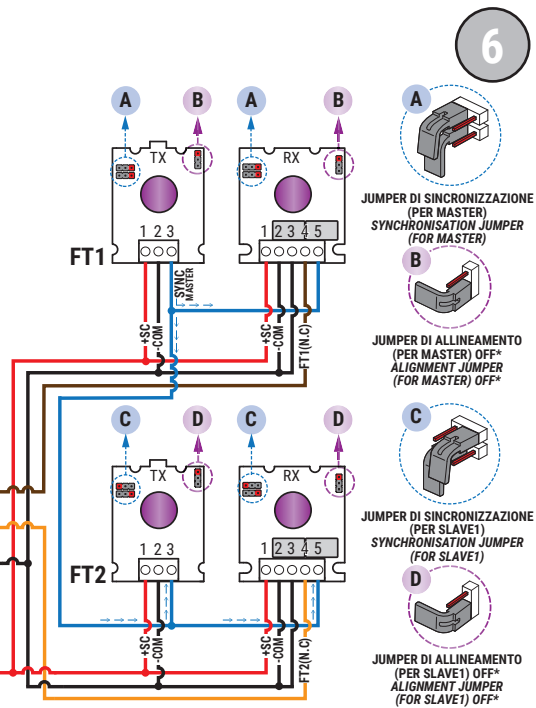 6
A B A B A
TX RX
1 2 3 1 2 3 4 5
FT1
SYNC
MASTER
+SC
-COM
+SC
-COM
FT1(N.C)
JUMPER DI SINCRONIZZAZIONE
(PER MASTER)
SYNCHRONISATION JUMPER
(FOR MASTER)
B
JUMPER DI ALLINEAMENTO
(PER MASTER) OFF*
ALIGNMENT JUMPER
(FOR MASTER) OFF*
C D C D C
TX RX
1 2 3 1 2 3 4 5
FT2
+SC
-COM
+SC
-COM
FT2(N.C)
JUMPER DI SINCRONIZZAZIONE
(PER SLAVE1)
SYNCHRONISATION JUMPER
(FOR SLAVE1)
D
JUMPER DI ALLINEAMENTO
(PER SLAVE1) OFF*
ALIGNMENT JUMPER
(FOR SLAVE1) OFF*